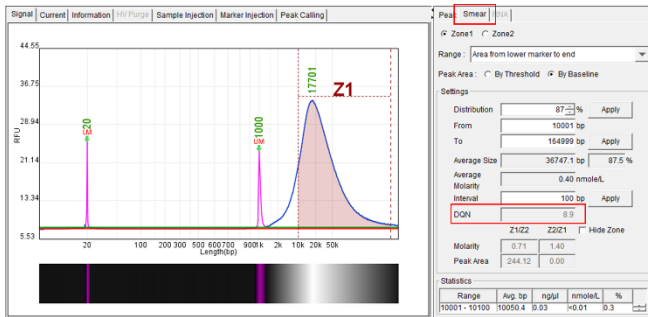 Signal Current Information HV Purge Sample Injection Marker Injection Peak Calling
44.55
36.75
28.94
21.14
13.34
5.53
RFU
20
LM
1000
UM
17701
Z1
20 100 200 300 500 600 700 900 1k 2k 10k 20k 50k
Length(bp)
Peak Smear RNA
Zone1 Zone2
Range : Area from lower marker to end
Peak Area : By Threshold By Baseline
Settings
Distribution 87 % Apply
From 10001 bp
To 164999 bp Apply
Average Size 36747.1 bp 87.5 %
Average
Molarity 0.40 nmole/L
Interval 100 bp Apply
DQN 8.9
Z1/Z2 Z2/Z1 Hide Zone
Molarity 0.71 1.40
Peak Area 244.12 0.00
Statistics
Range Avg. bp ng/µl nmole/L %
10001 - 10100 10050.4 0.03 <0.01 0.3